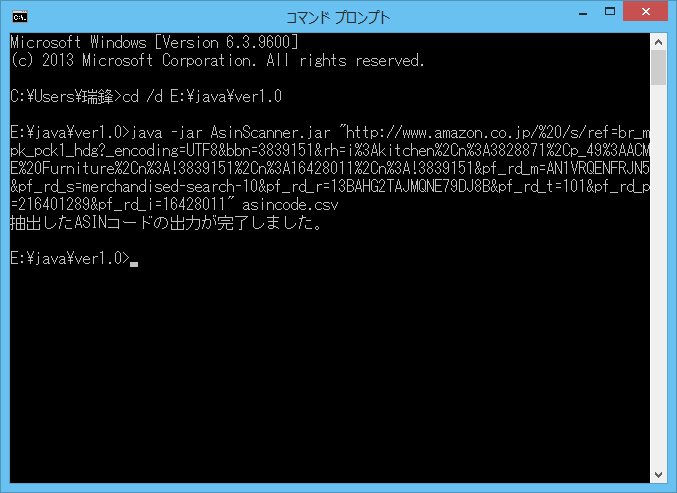 コマンド プロンプト
Microsoft Windows [Version 6.3.9600]
(c) 2013 Microsoft Corporation. All rights reserved.
C:¥Users¥瑞鋒>cd /d E:¥java¥ver1.0
E:¥java¥ver1.0>java -jar AsinScanner.jar "http://www.amazon.co.jp/%20/s/ref=br_m
pk_pck1_hdg?_encoding=UTF8&bbn=3839151&rh=i%3Akitchen%2Cn%3A3828871%2Cp_49%3AACM
E%20Furniture%2Cn%3A!3839151%2Cn%3A16428011%2Cn%3A!3839151&pf_rd_m=AN1VRQENFRJN5
&pf_rd_s=merchandised-search-10&pf_rd_r=13BAHG2TAJMQNE79DJ8B&pf_rd_t=101&pf_rd_p
=216401289&pf_rd_i=16428011" asincode.csv
抽出したASINコードの出力が完了しました。
E:¥java¥ver1.0>